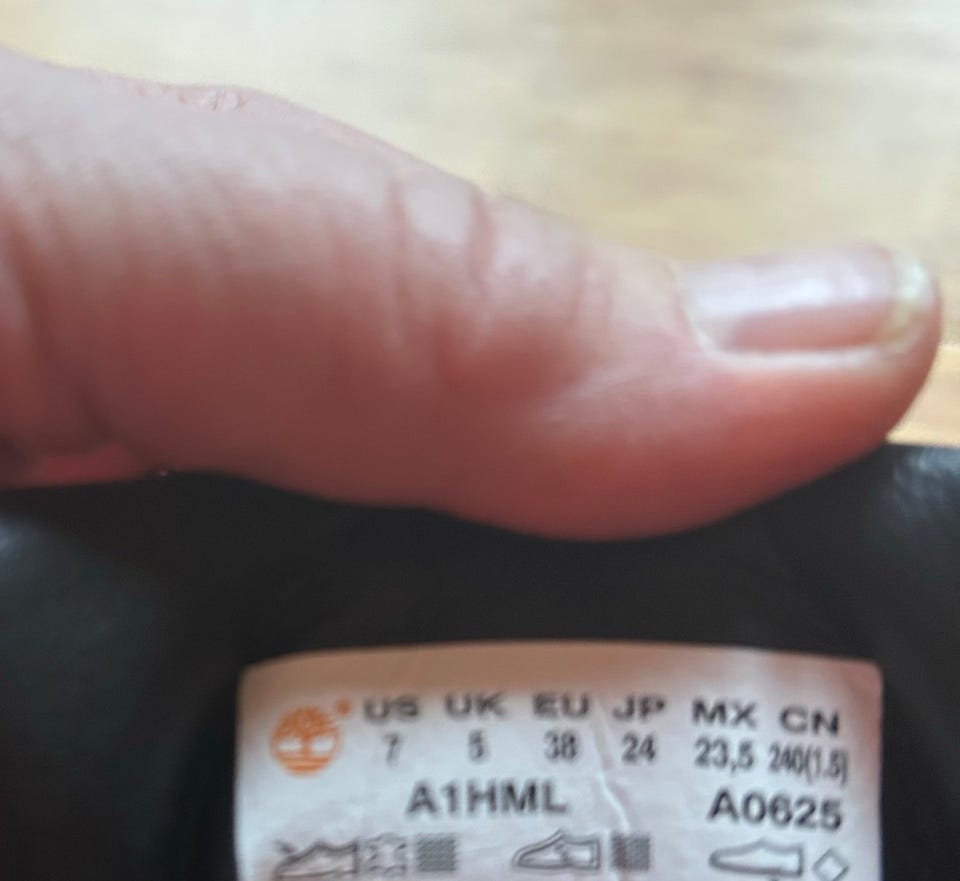 US UK EU JP MX CN
7 5 38 24 23,5 240(1.5)
A1HML A0625